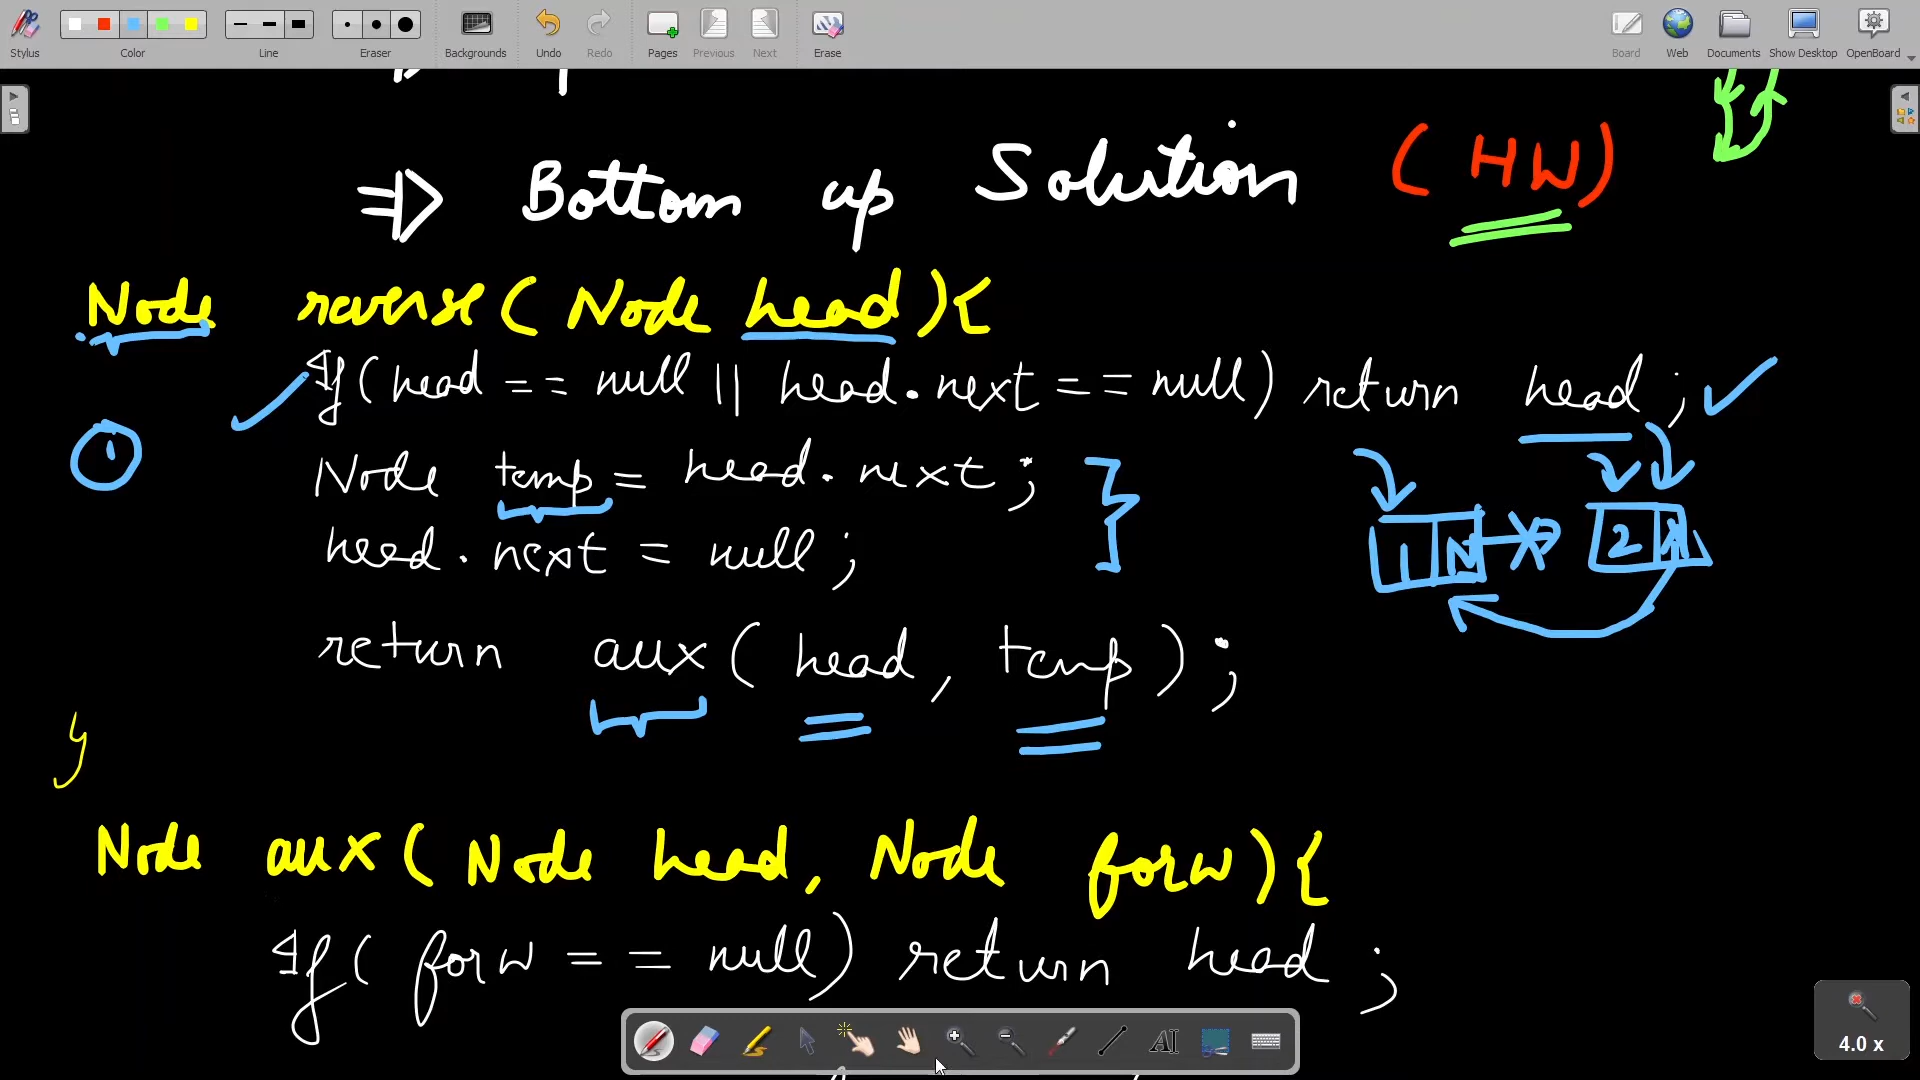 Stylus Color Line Eraser Backgrounds Undo Redo Pages Previous Next Erase Board Web Documents Show Desktop OpenBoard
=> Bottom up Solution (HW)
Node reverse(Node head){
If(head == null || head.next == null) return head;
1
Node temp = head.next;
head.next = null;
1 N 2
return aux(head, temp);
}
Node aux(Node head, Node forw){
If(forw == null) return head;
4.0 x